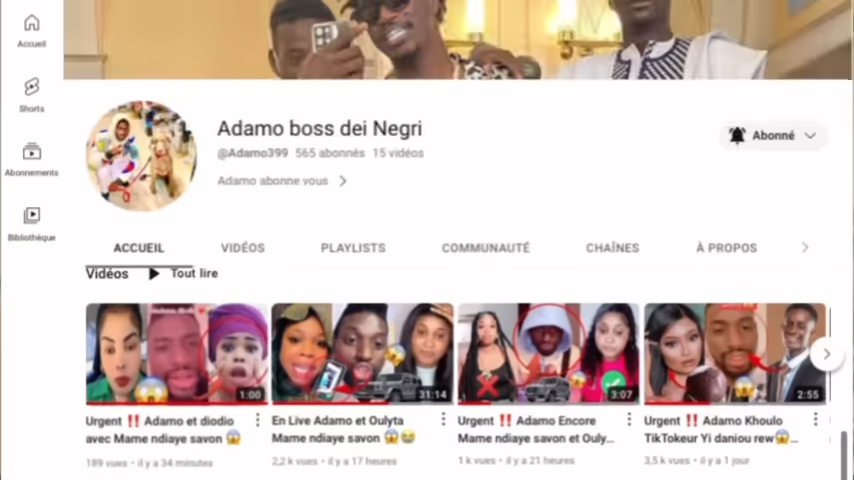 Accueil
Shorts
Abonnements
Bibliothèque
Adamo boss dei Negri
@Adamo399 565 abonnés 15 vidéos
Adamo abonne vous
Abonné
ACCUEIL VIDÉOS PLAYLISTS COMMUNAUTÉ CHAÎNES À PROPOS
Vidéos Tout lire
1:00 31:14 3:07 2:55
Urgent ‼️ Adamo et diodio
avec Mame ndiaye savon 😱
189 vues • il y a 34 minutes
En Live Adamo et Oulyta
Mame ndiaye savon 😱😂
2,2 k vues • il y a 17 heures
Urgent ‼️ Adamo Encore
Mame ndiaye savon et Ouly...
1 k vues • il y a 21 heures
Urgent ‼️ Adamo Khoulo
TikTokeur Yi daniou rew😱...
3,5 k vues • il y a 1 jour